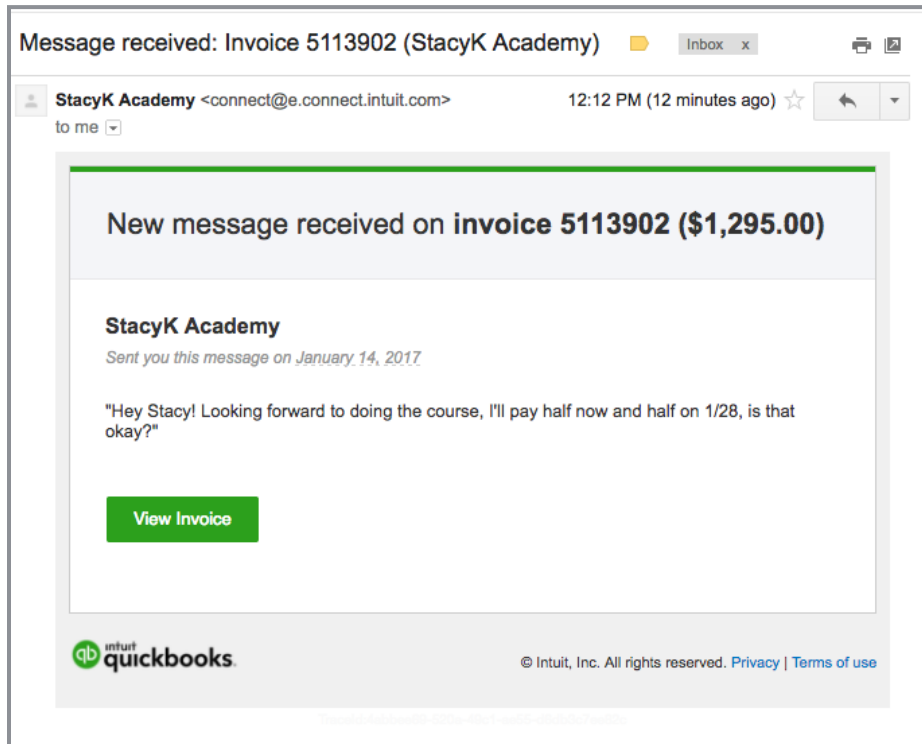 Message received: Invoice 5113902 (StacyK Academy) Inbox x
StacyK Academy <connect@e.connect.intuit.com> 12:12 PM (12 minutes ago)
to me
New message received on invoice 5113902 ($1,295.00)
StacyK Academy
Sent you this message on January 14, 2017
"Hey Stacy! Looking forward to doing the course, I'll pay half now and half on 1/28, is that
okay?"
View Invoice
qb intuit quickbooks.
© Intuit, Inc. All rights reserved. Privacy | Terms of use